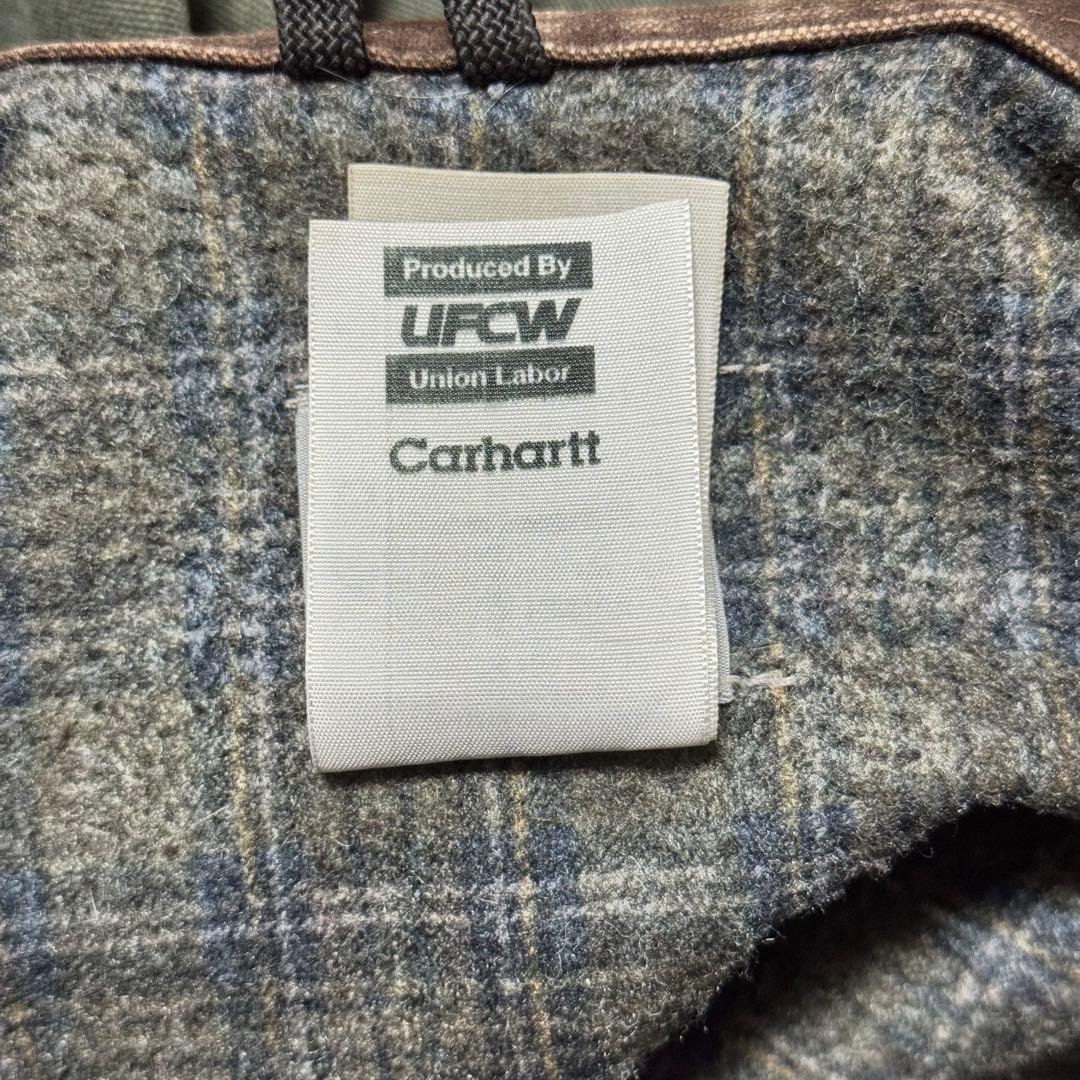 Produced By
UFCW
Union Labor
Carhartt